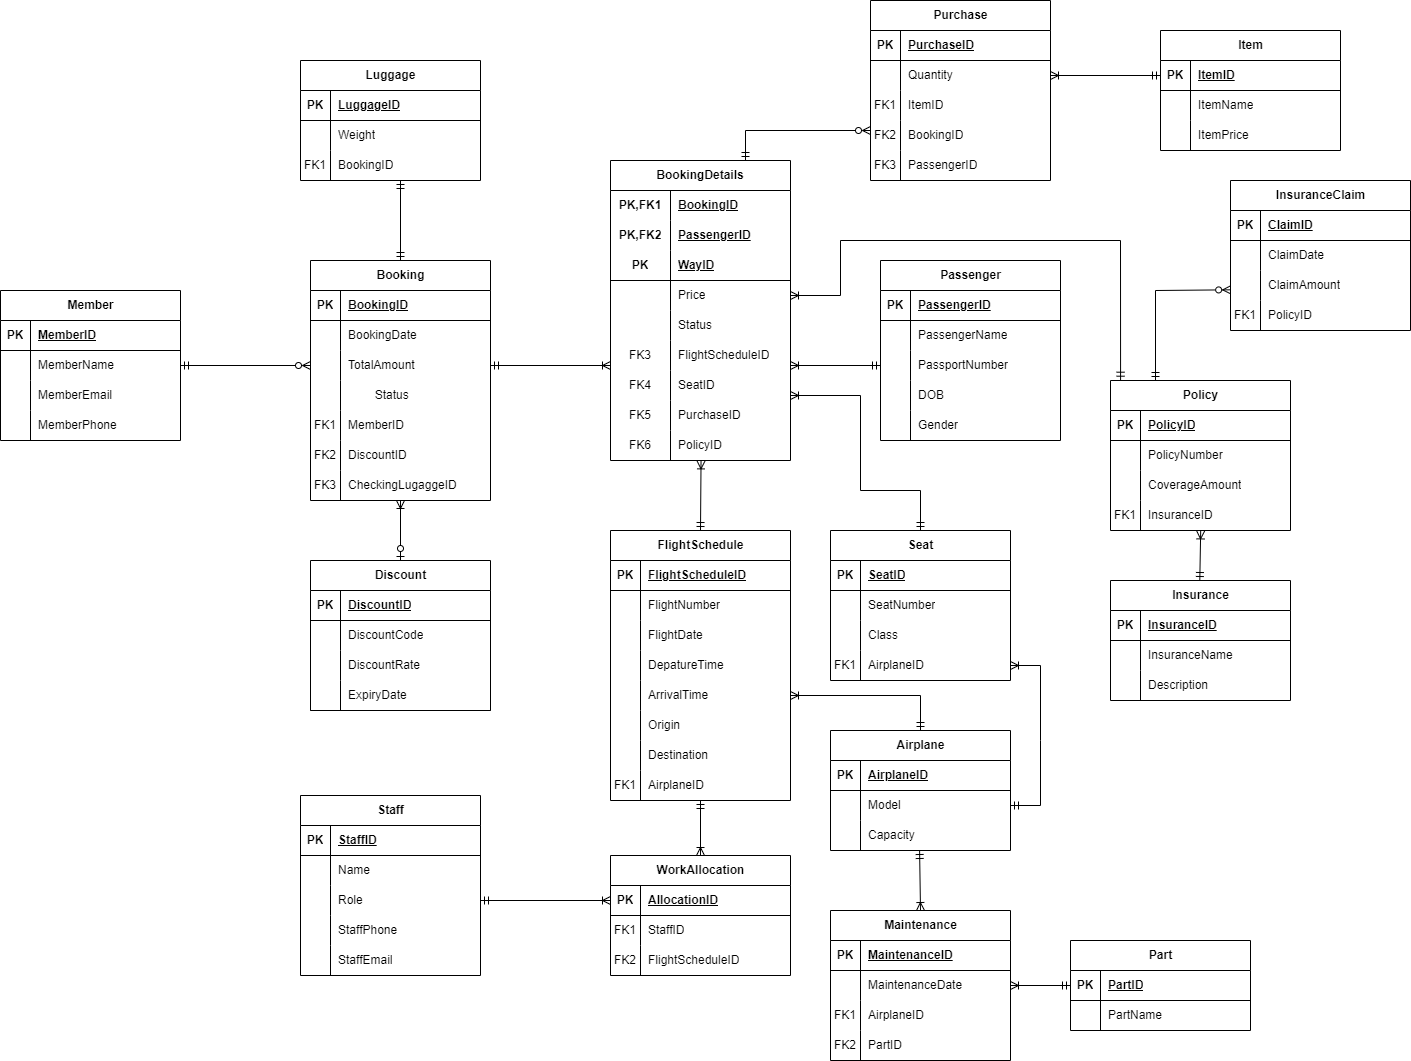 Purchase
PK PurchaseID
Quantity
FK1 ItemID
FK2 BookingID
FK3 PassengerID
Item
PK ItemID
ItemName
ItemPrice
Luggage
PK LuggageID
Weight
FK1 BookingID
BookingDetails
PK,FK1 BookingID
PK,FK2 PassengerID
PK WayID
Price
Status
FK3 FlightScheduleID
FK4 SeatID
FK5 PurchaseID
FK6 PolicyID
InsuranceClaim
PK ClaimID
ClaimDate
ClaimAmount
FK1 PolicyID
Member
PK MemberID
MemberName
MemberEmail
MemberPhone
Booking
PK BookingID
BookingDate
TotalAmount
Status
FK1 MemberID
FK2 DiscountID
FK3 CheckingLugaggeID
Passenger
PK PassengerID
PassengerName
PassportNumber
DOB
Gender
Policy
PK PolicyID
PolicyNumber
CoverageAmount
FK1 InsuranceID
Discount
PK DiscountID
DiscountCode
DiscountRate
ExpiryDate
FlightSchedule
PK FlightScheduleID
FlightNumber
FlightDate
DepatureTime
ArrivalTime
Origin
Destination
FK1 AirplaneID
Seat
PK SeatID
SeatNumber
Class
FK1 AirplaneID
Insurance
PK InsuranceID
InsuranceName
Description
Airplane
PK AirplaneID
Model
Capacity
Staff
PK StaffID
Name
Role
StaffPhone
StaffEmail
WorkAllocation
PK AllocationID
FK1 StaffID
FK2 FlightScheduleID
Maintenance
PK MaintenanceID
MaintenanceDate
FK1 AirplaneID
FK2 PartID
Part
PK PartID
PartName